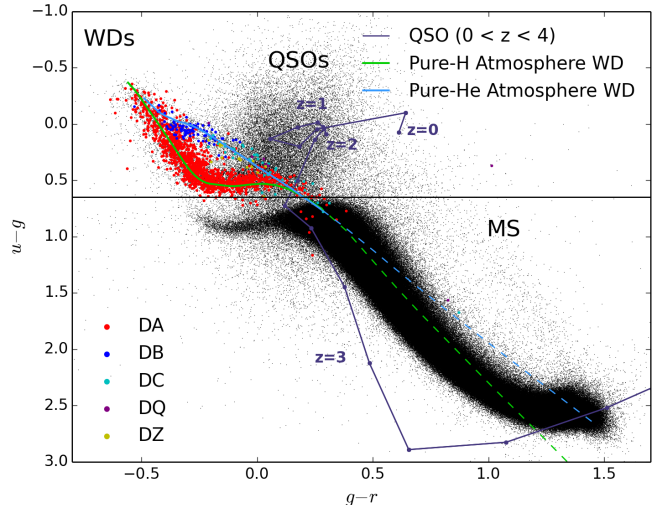 WDs
QSOs
QSO (0 < z < 4)
Pure-H Atmosphere WD
Pure-He Atmosphere WD
z=1
z=0
z=2
MS
z=3
DA
DB
DC
DQ
DZ
−1.0
−0.5
0.0
0.5
1.0
1.5
2.0
2.5
3.0
u−g
−0.5
0.0
0.5
1.0
1.5
g−r